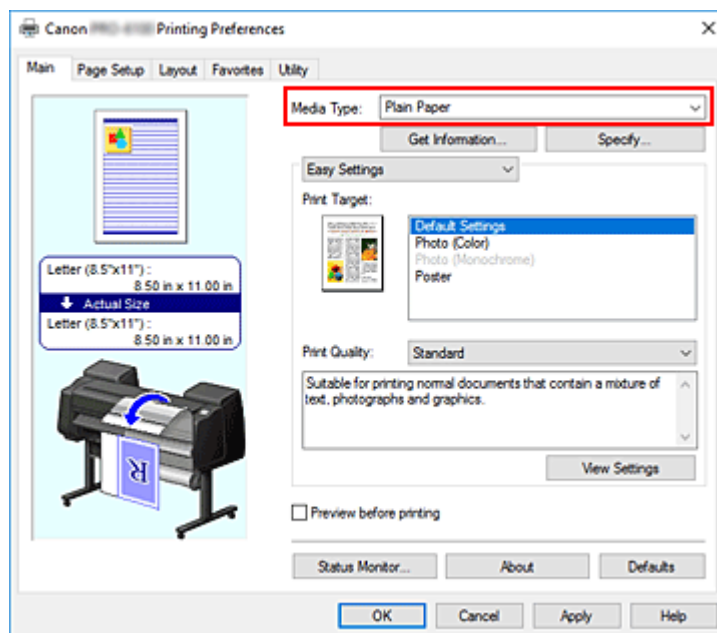 Canon Printing Preferences
Main Page Setup Layout Favorites Utility
Media Type: Plain Paper
Get Information... Specify...
Easy Settings
Print Target:
Default Settings
Photo (Color)
Photo (Monochrome)
Poster
Letter (8.5"x11") :
8.50 in x 11.00 in
Actual Size
Letter (8.5"x11") :
8.50 in x 11.00 in
R
Print Quality: Standard
Suitable for printing normal documents that contain a mixture of
text, photographs and graphics.
View Settings
Preview before printing
Status Monitor... About Defaults
OK Cancel Apply Help